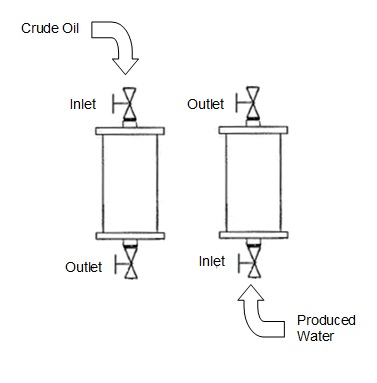 Crude Oil
Inlet
Outlet
Outlet
Inlet
Produced
Water